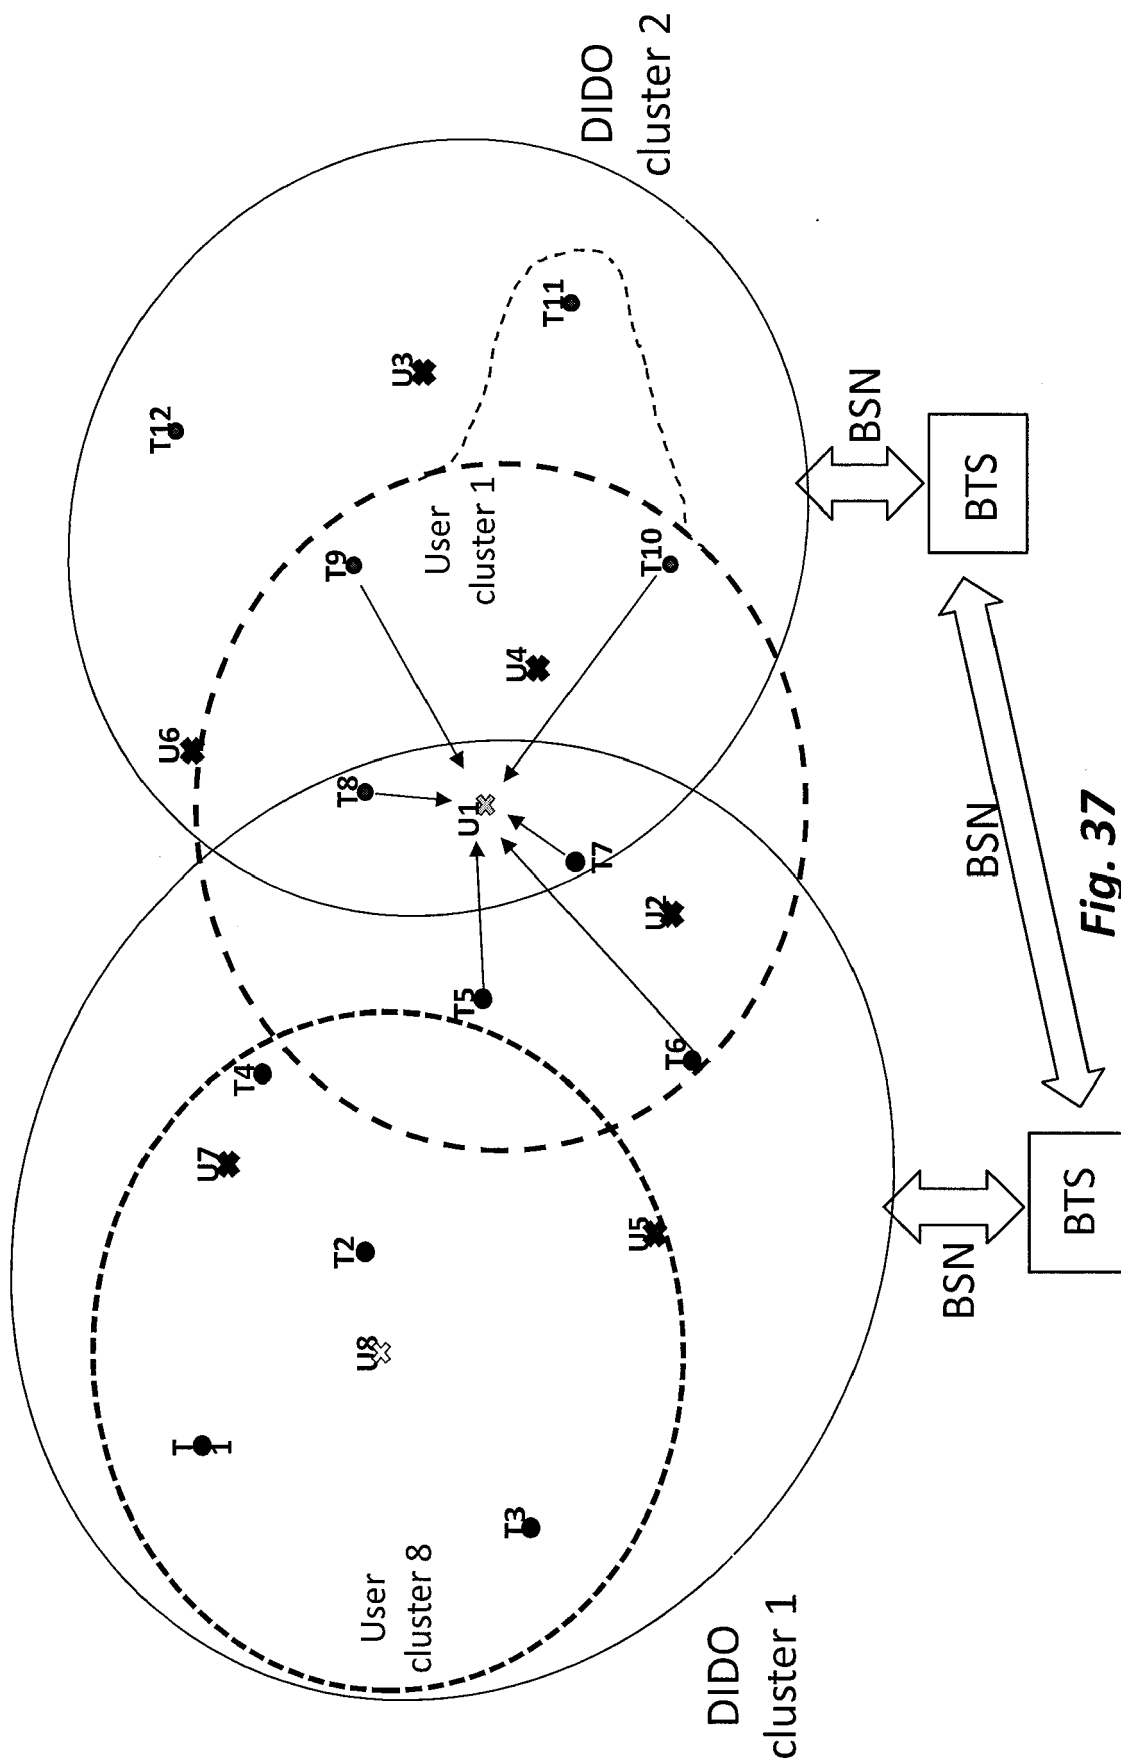 T12
U6
T
1
U7
T4
T9
T2
T8
U8
User
cluster 8
U3
User
cluster 1
T5
U1
T3
U4
T11
DIDO
cluster 2
T7
U5
T10
U2
T6
DIDO
cluster 1
BSN
BSN
BTS
BSN
BTS
Fig. 37